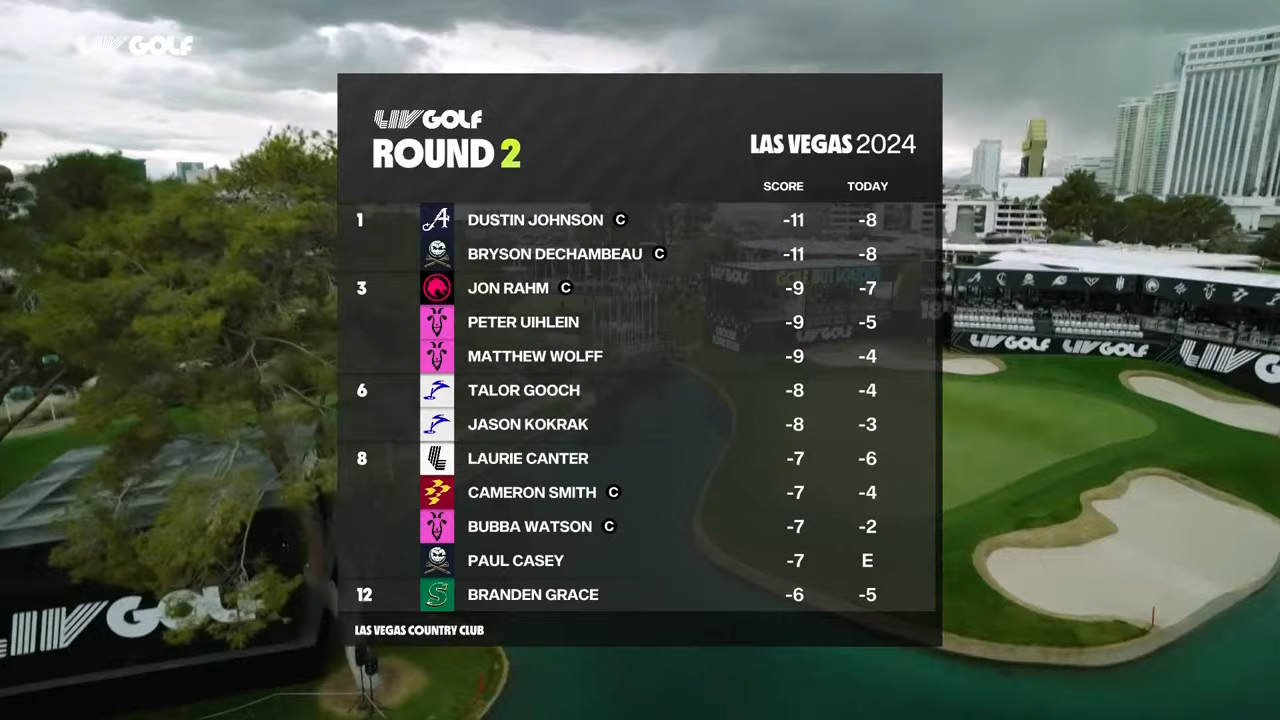 LIV GOLF
LIV GOLF
ROUND 2
LAS VEGAS 2024
SCORE TODAY
1 DUSTIN JOHNSON C -11 -8
BRYSON DECHAMBEAU C -11 -8
3 JON RAHM C -9 -7
PETER UIHLEIN -9 -5
MATTHEW WOLFF -9 -4
6 TALOR GOOCH -8 -4
JASON KOKRAK -8 -3
8 LAURIE CANTER -7 -6
CAMERON SMITH C -7 -4
BUBBA WATSON C -7 -2
PAUL CASEY -7 E
12 BRANDEN GRACE -6 -5
LAS VEGAS COUNTRY CLUB
LIV GOLF LIV GOLF LIV G
LIV GOLF
LIV GOLF